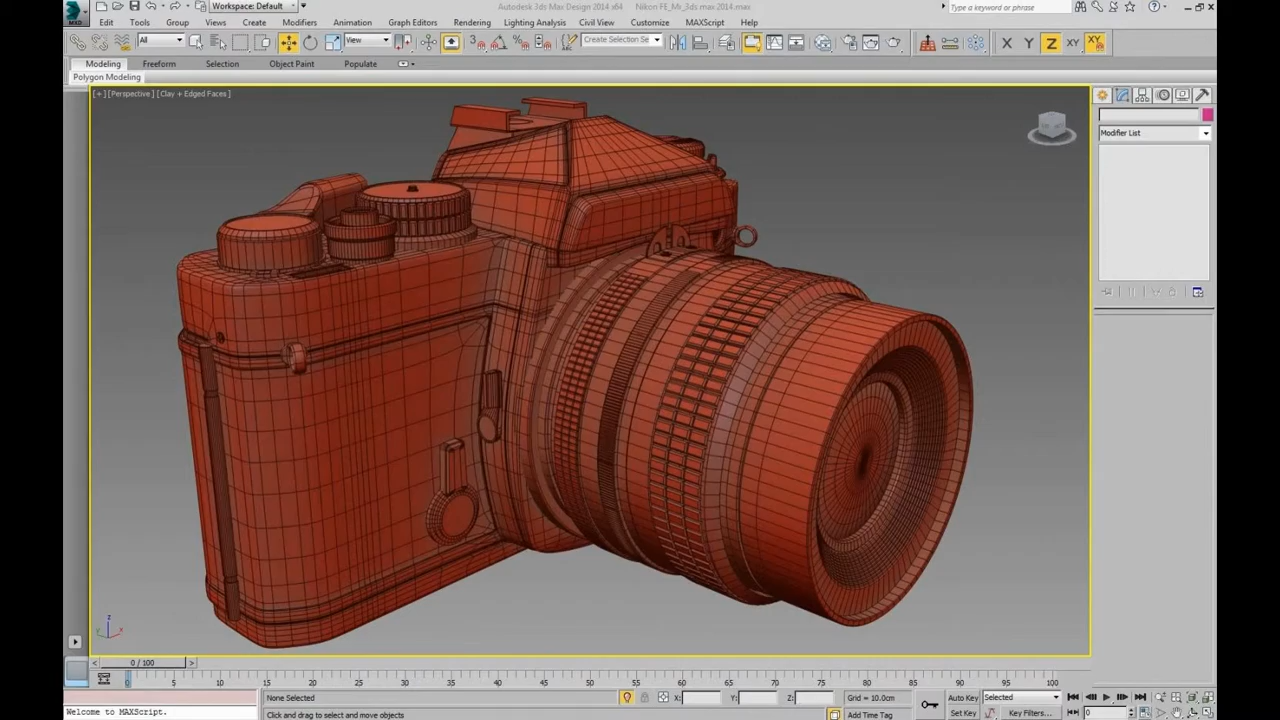 Workspace: Default
Autodesk 3ds Max Design 2014 x64 Nikon FE_Mr_3ds max 2014.max
Type a keyword or phrase
Edit Tools Group Views Create Modifiers Animation Graph Editors Rendering Lighting Analysis Civil View Customize MAXScript Help
All View Create Selection Se X Y Z XY XY
Modeling Freeform Selection Object Paint Populate
Polygon Modeling
[+] [Perspective] [Clay + Edged Faces]
Modifier List
z
y x
< 0 / 100 >
0 5 10 15 20 25 30 35 40 45 50 55 60 65 70 75 80 85 90 95 100
None Selected X: Y: Z: Grid = 10.0cm Auto Key Selected
Welcome to MAXScript. Click and drag to select and move objects Add Time Tag Set Key Key Filters... 0